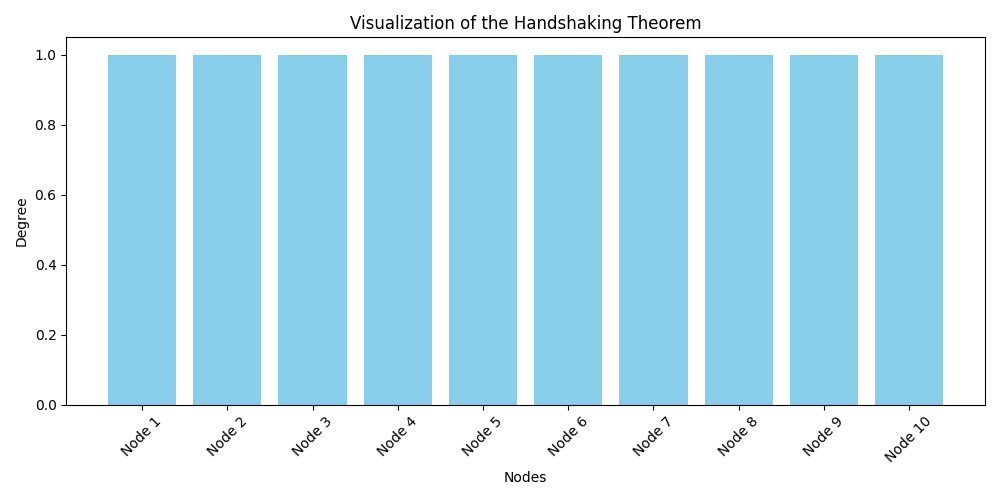 Visualization of the Handshaking Theorem
Degree
1.0
0.8
0.6
0.4
0.2
0.0
Node 1
Node 2
Node 3
Node 4
Node 5
Node 6
Node 7
Node 8
Node 9
Node 10
Nodes